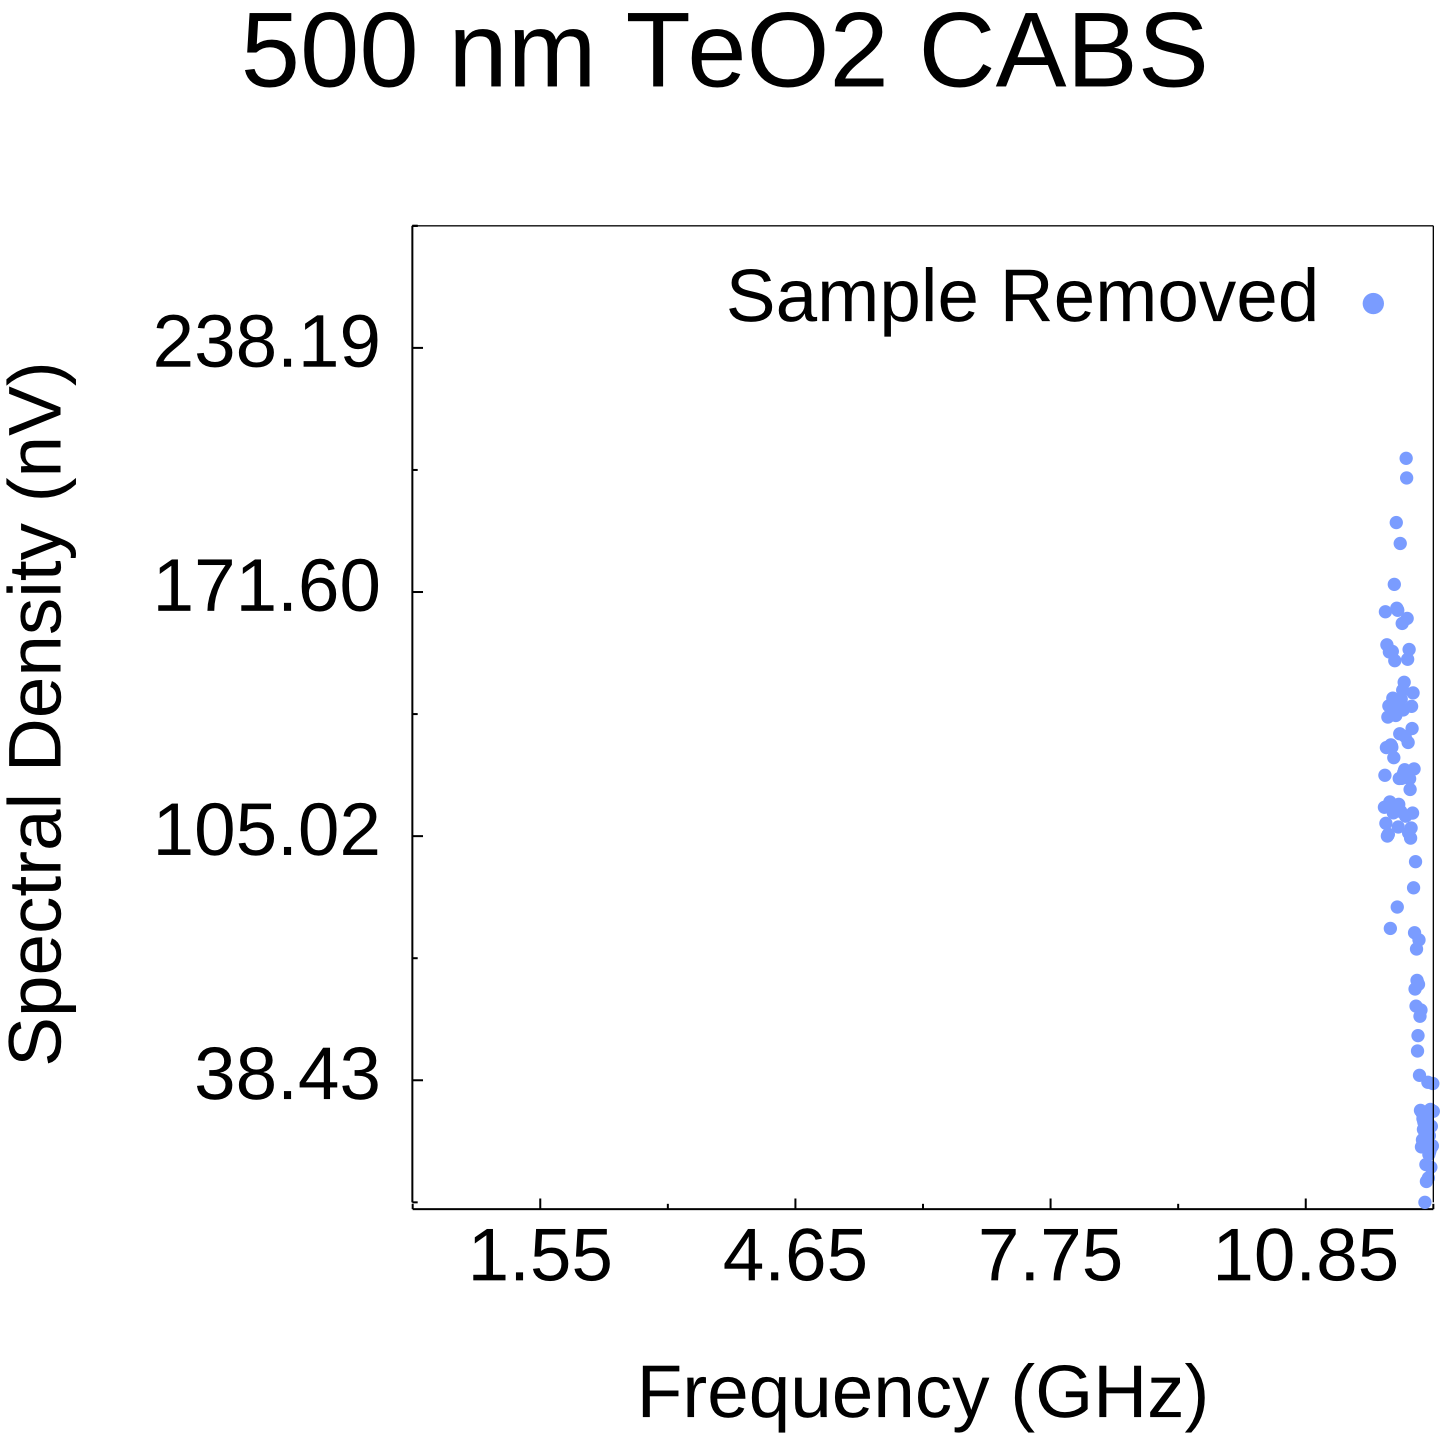 500 nm TeO2 CABS
Sample Removed
238.19
171.60
105.02
38.43
Spectral Density (nV)
1.55 4.65 7.75 10.85
Frequency (GHz)